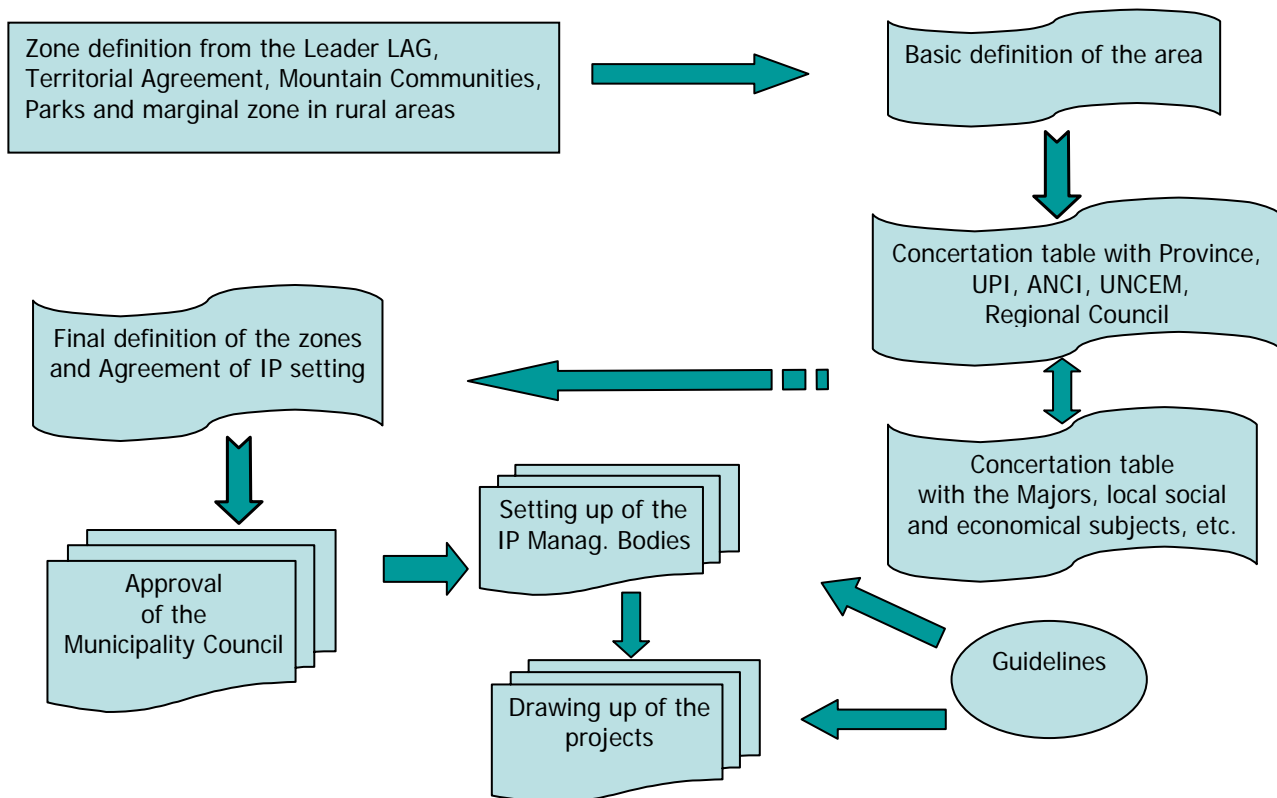 Zone definition from the Leader LAG,
Territorial Agreement, Mountain Communities,
Parks and marginal zone in rural areas
Basic definition of the area
Concertation table with Province,
UPI, ANCI, UNCEM,
Regional Council
Concertation table
with the Majors, local social
and economical subjects, etc.
Final definition of the zones
and Agreement of IP setting
Approval
of the
Municipality Council
Setting up of the
IP Manag. Bodies
Drawing up of the
projects
Guidelines